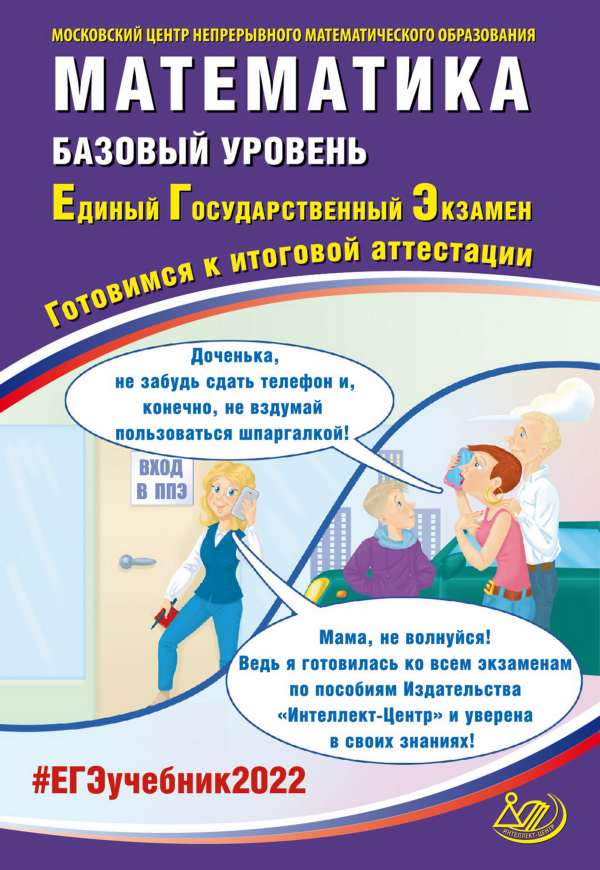 МОСКОВСКИЙ ЦЕНТР НЕПРЕРЫВНОГО МАТЕМАТИЧЕСКОГО ОБРАЗОВАНИЯ
МАТЕМАТИКА
БАЗОВЫЙ УРОВЕНЬ
ЕДИНЫЙ ГОСУДАРСТВЕННЫЙ ЭКЗАМЕН
ГОТОВИМСЯ К ИТОГОВОЙ АТТЕСТАЦИИ
Доченька,
не забудь сдать телефон и,
конечно, не вздумай
пользоваться шпаргалкой!
ВХОД
В ППЭ
Мама, не волнуйся!
Ведь я готовилась ко всем экзаменам
по пособиям Издательства
«Интеллект-Центр» и уверена
в своих знаниях!
#ЕГЭучебник2022
ИНТЕЛЛЕКТ-ЦЕНТР